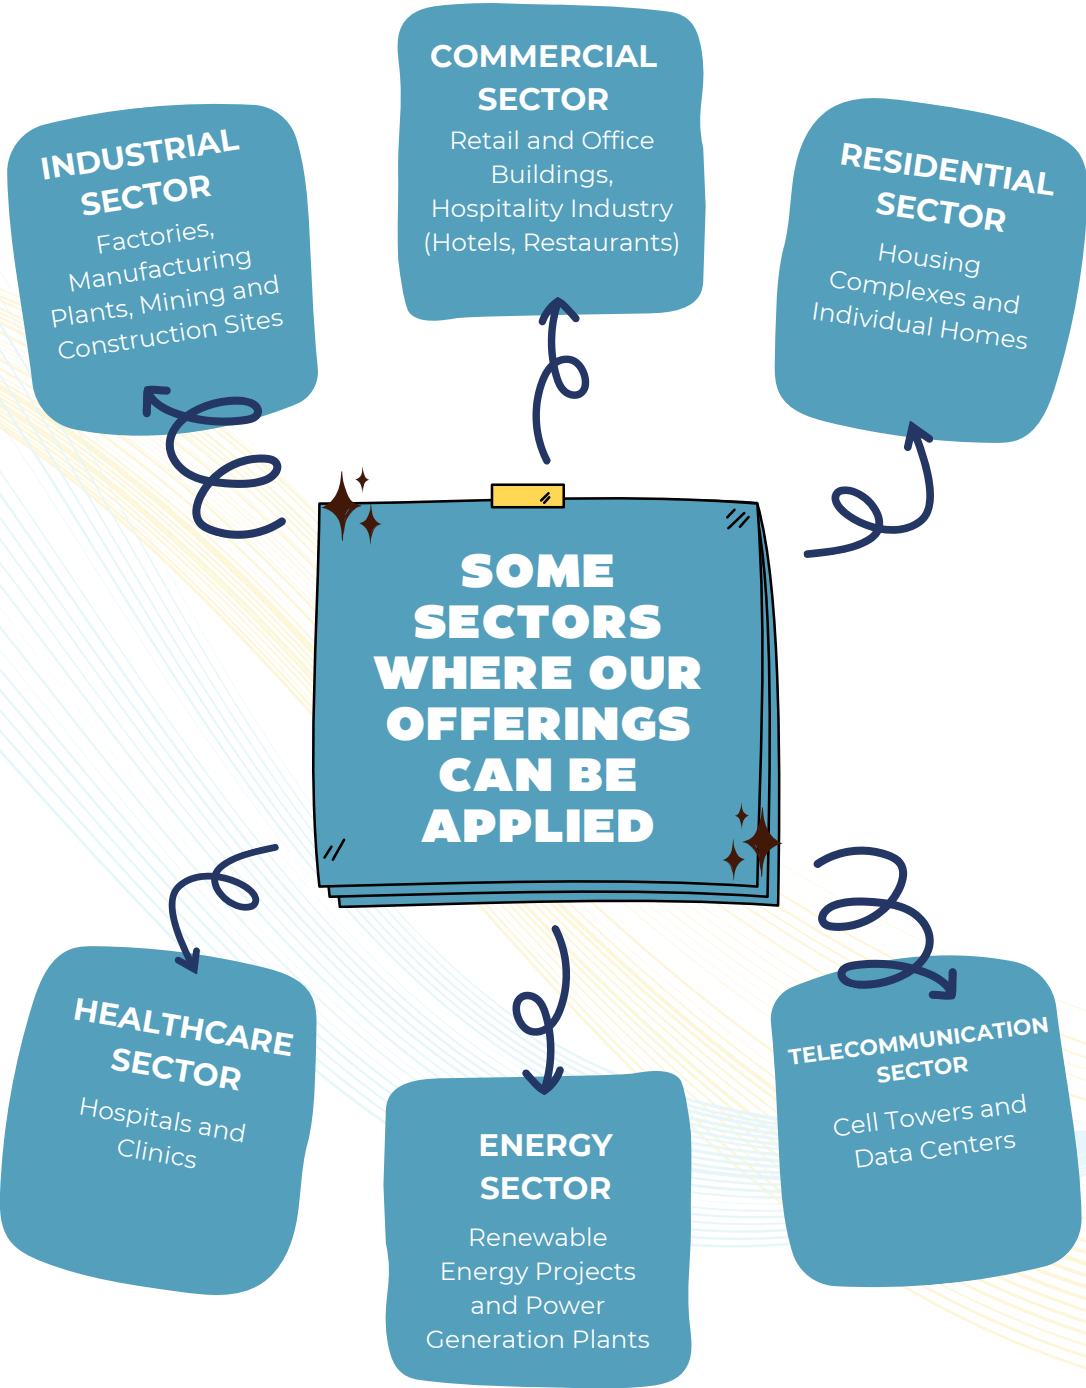 COMMERCIAL
SECTOR
Retail and Office
Buildings,
Hospitality Industry
(Hotels, Restaurants)
INDUSTRIAL
SECTOR
Factories,
Manufacturing
Plants, Mining and
Construction Sites
RESIDENTIAL
SECTOR
Housing
Complexes and
Individual Homes
SOME
SECTORS
WHERE OUR
OFFERINGS
CAN BE
APPLIED
HEALTHCARE
SECTOR
Hospitals and
Clinics
ENERGY
SECTOR
Renewable
Energy Projects
and Power
Generation Plants
TELECOMMUNICATION
SECTOR
Cell Towers and
Data Centers